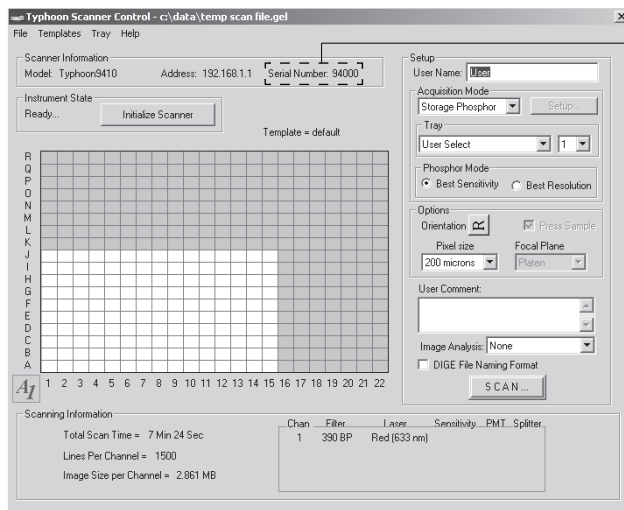 Typhoon Scanner Control - c:\data\temp scan file.gel
File Templates Tray Help
Scanner Information
Model: Typhoon9410 Address: 192.168.1.1 Serial Number: 94000
Instrument State
Ready... Initialize Scanner
Template = default
R
Q
P
O
N
M
L
K
J
I
H
G
F
E
D
C
B
A
A1 1 2 3 4 5 6 7 8 9 10 11 12 13 14 15 16 17 18 19 20 21 22
Setup
User Name: User
Acquisition Mode
Storage Phosphor Setup...
Tray
User Select 1
Phosphor Mode
Best Sensitivity Best Resolution
Options
Orientation R Press Sample
Pixel size Focal Plane
200 microns Platen
User Comment:
Image Analysis: None
DIGE File Naming Format
SCAN...
Scanning Information
Total Scan Time = 7 Min 24 Sec
Lines Per Channel = 1500
Image Size per Channel = 2.861 MB
Chan Filter Laser Sensitivity PMT Splitter
1 390 BP Red (633 nm)